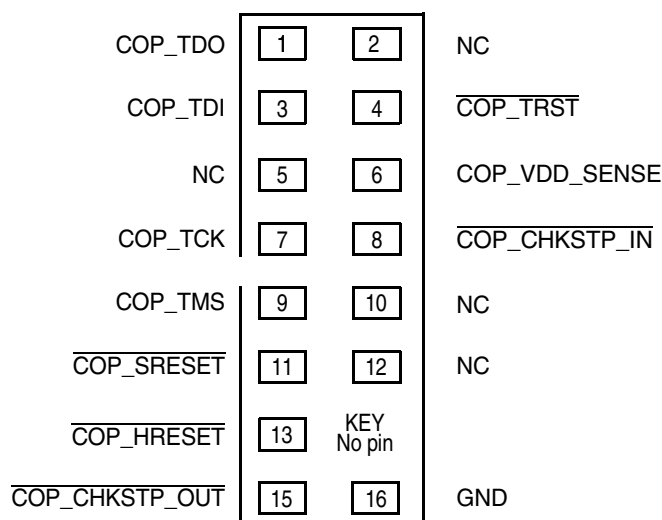 COP_TDO 1 2 NC
COP_TDI 3 4 COP_TRST
NC 5 6 COP_VDD_SENSE
COP_TCK 7 8 COP_CHKSTP_IN
COP_TMS 9 10 NC
COP_SRESET 11 12 NC
COP_HRESET 13 KEY
No pin
COP_CHKSTP_OUT 15 16 GND